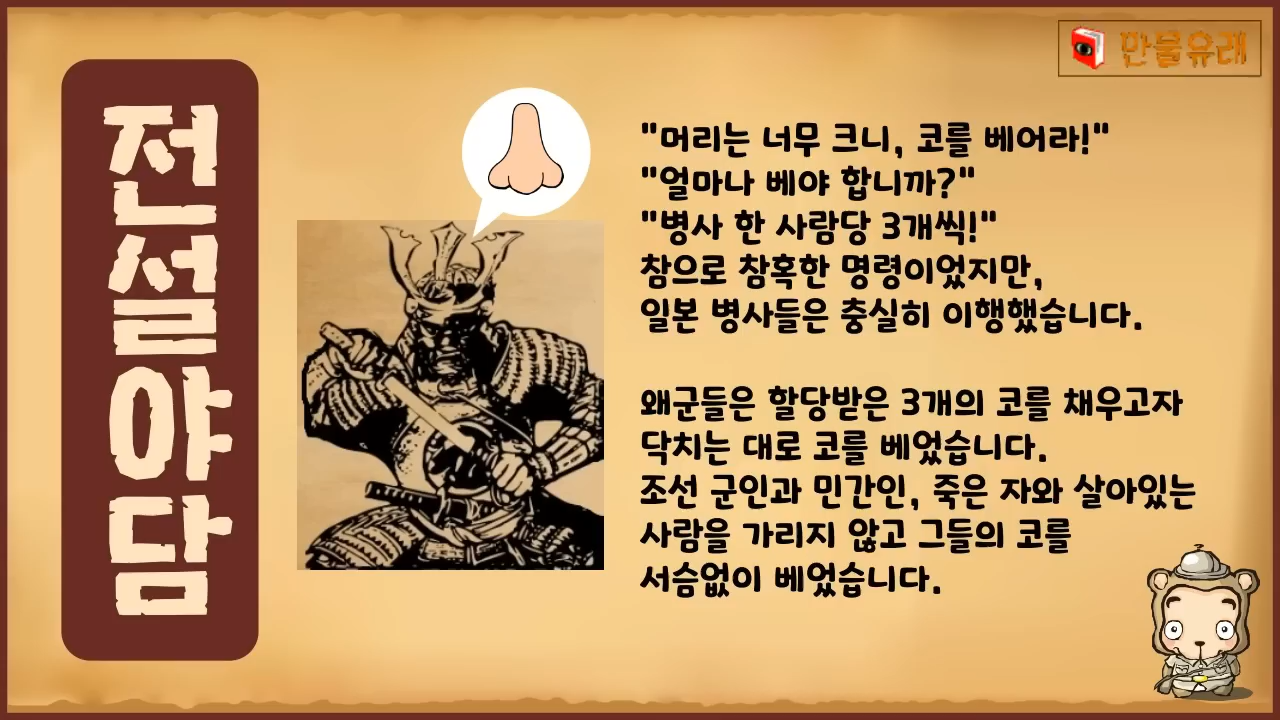 전설야담
만물유래
"머리는 너무 크니, 코를 베어라!"
"얼마나 베야 합니까?"
"병사 한 사람당 3개씩!"
참으로 참혹한 명령이었지만,
일본 병사들은 충실히 이행했습니다.
왜군들은 할당받은 3개의 코를 채우고자
닥치는 대로 코를 베었습니다.
조선 군인과 민간인, 죽은 자와 살아있는
사람을 가리지 않고 그들의 코를
서슴없이 베었습니다.